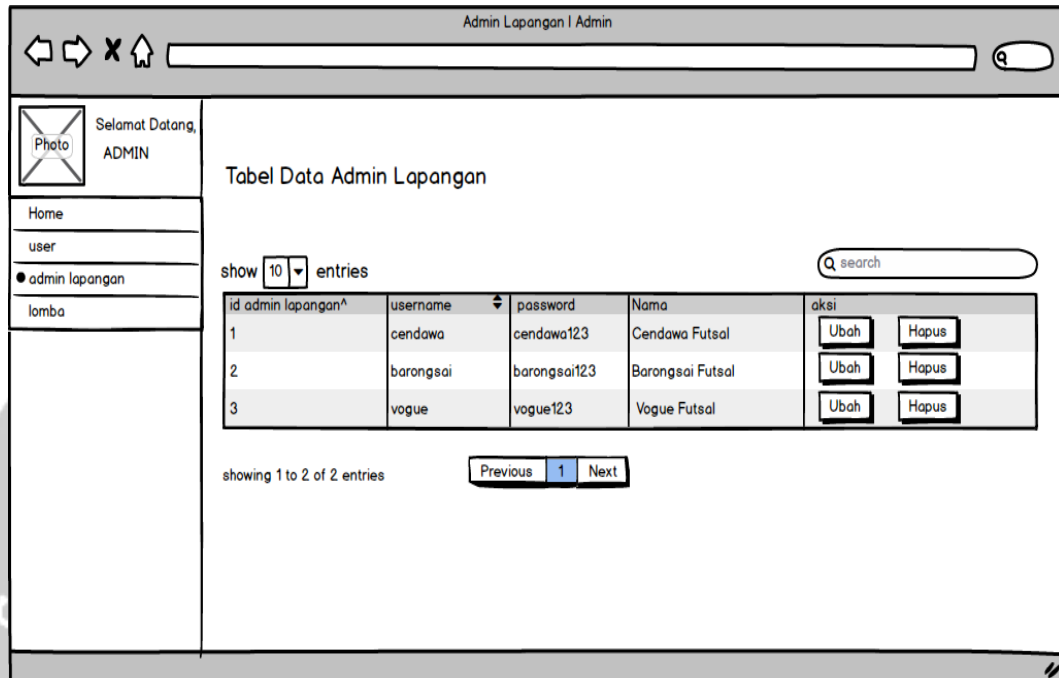 Admin Lapangan | Admin
Photo
Selamat Datang,
ADMIN
Home
user
admin lapangan
lomba
Tabel Data Admin Lapangan
show 10 entries
search
id admin lapangan^ username password Nama aksi
1 cendawa cendawa123 Cendawa Futsal Ubah Hapus
2 barongsai barongsai123 Barongsai Futsal Ubah Hapus
3 vogue vogue123 Vogue Futsal Ubah Hapus
showing 1 to 2 of 2 entries
Previous 1 Next